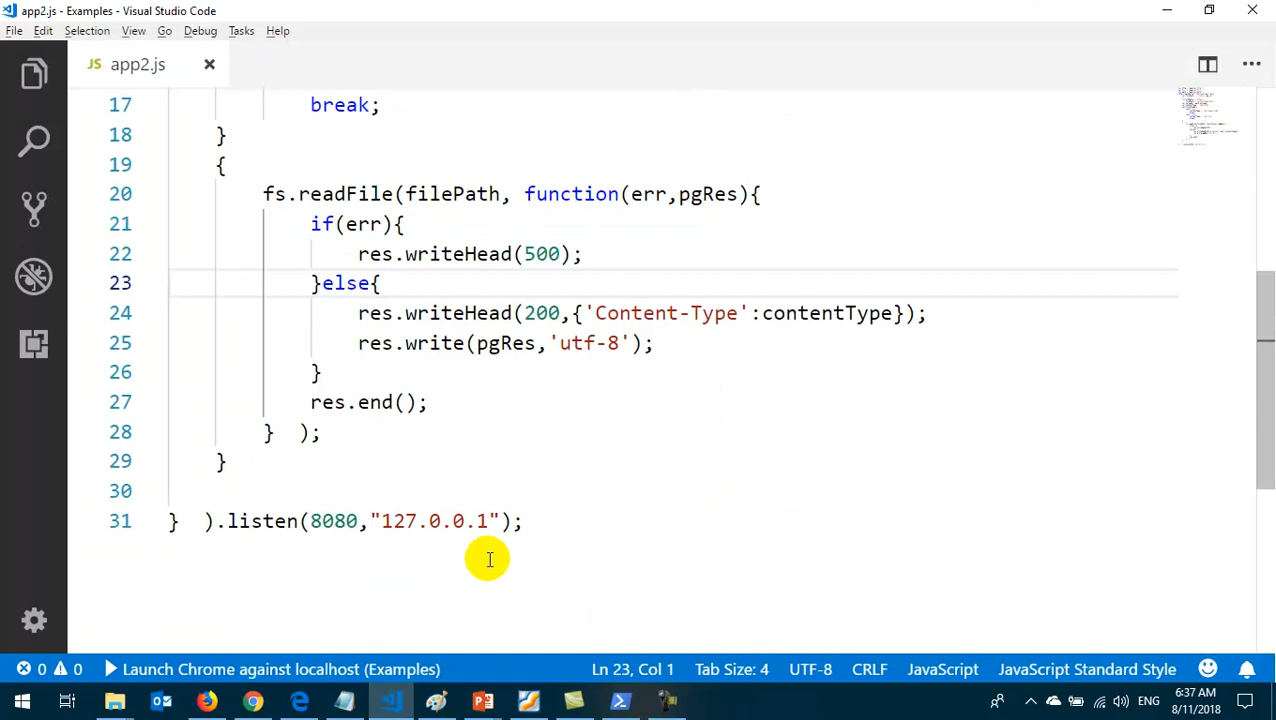 app2.js - Examples - Visual Studio Code
File Edit Selection View Go Debug Tasks Help
JS app2.js
17 break;
18 }
19 {
20 fs.readFile(filePath, function(err,pgRes){
21 if(err){
22 res.writeHead(500);
23 }else{
24 res.writeHead(200,{'Content-Type':contentType});
25 res.write(pgRes,'utf-8');
26 }
27 res.end();
28 } );
29 }
30
31 } ).listen(8080,"127.0.0.1");
0 0 Launch Chrome against localhost (Examples) Ln 23, Col 1 Tab Size: 4 UTF-8 CRLF JavaScript JavaScript Standard Style
ENG 6:37 AM
8/11/2018